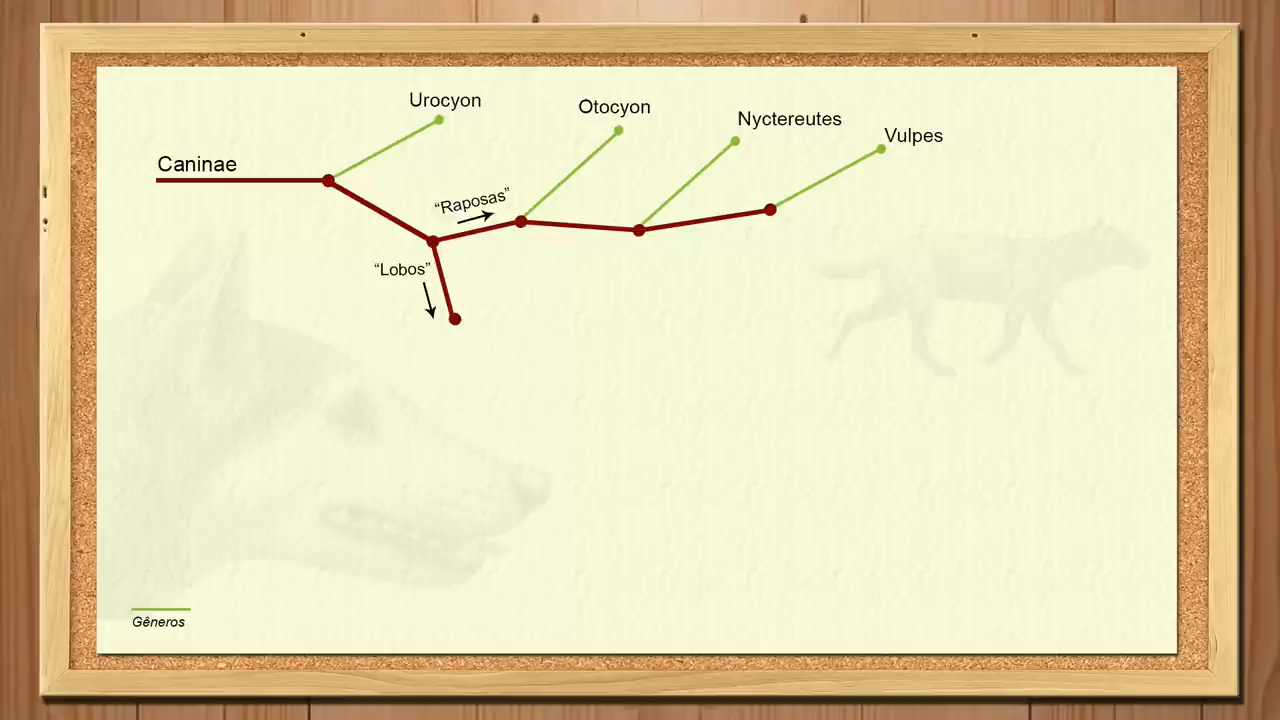 Urocyon
Otocyon
Nyctereutes
Vulpes
Caninae
“Raposas”
“Lobos”
Gêneros